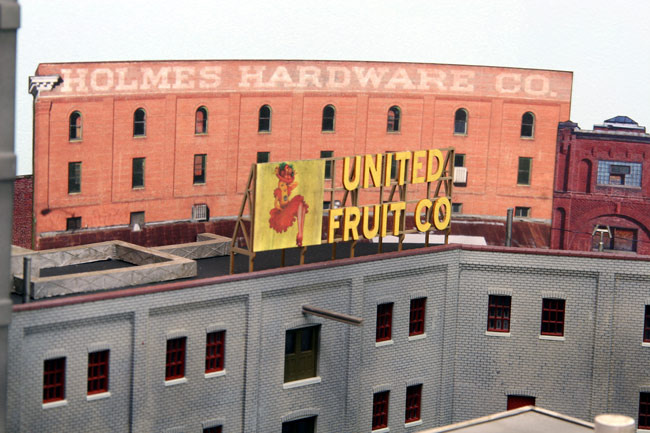 HOLMES HARDWARE CO.
UNITED
FRUIT CO